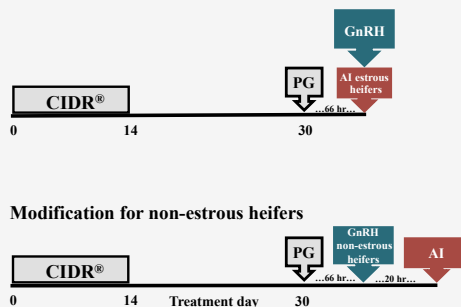 GnRH
PG
AI estrous
heifers
CIDR®
...66 hr...
0 14 30
Modification for non-estrous heifers
GnRH
non-estrous
heifers
PG
AI
CIDR®
...66 hr...
...20 hr...
0 14 Treatment day 30